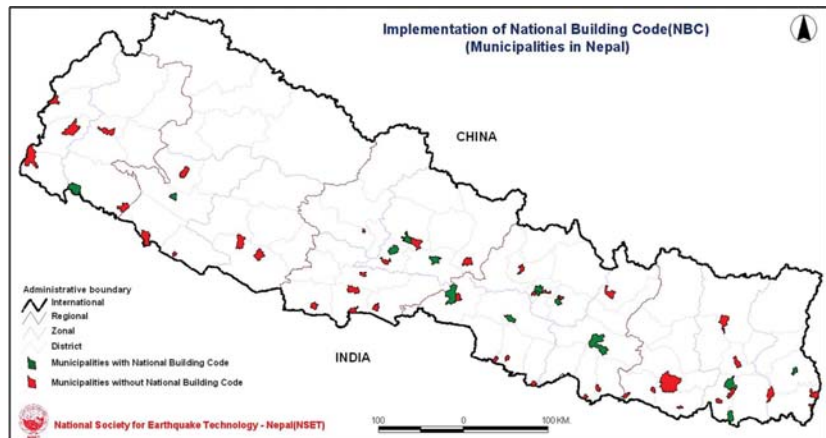 Implementation of National Building Code(NBC)
(Municipalities in Nepal)
CHINA
INDIA
Administrative boundary
International
Regional
Zonal
District
Municipalities with National Building Code
Municipalities without National Building Code
National Society for Earthquake Technology - Nepal(NSET)
100 0 100 KM.